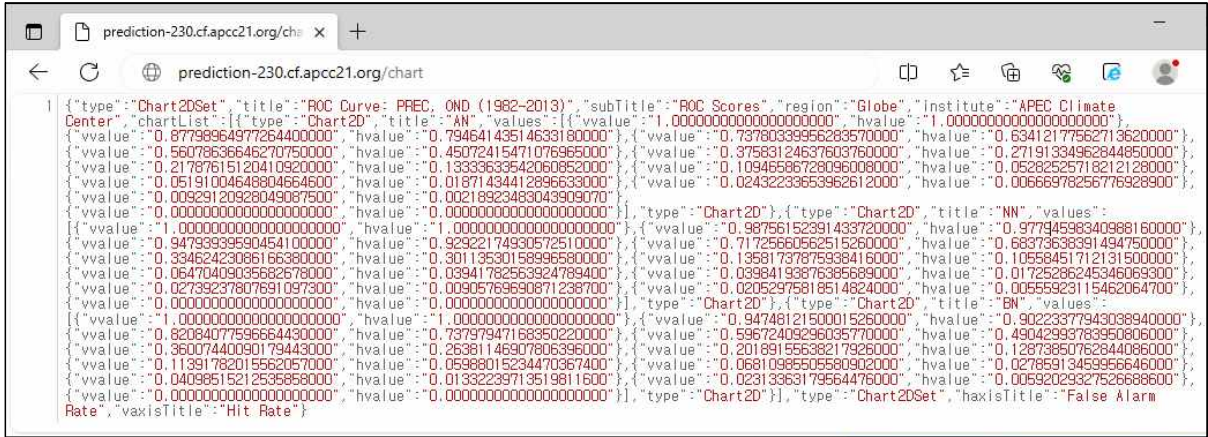 prediction-230.cf.apcc21.org/cha
prediction-230.cf.apcc21.org/chart
1 {"type":"Chart2DSet","title":"ROC Curve: PREC, OND (1982-2013)","subTitle":"ROC Scores","region":"Globe","institute":"APEC Climate
Center","chartList":[{"type":"Chart2D","title":"AN","values":[{"vvalue":"1.00000000000000000000","hvalue":"1.00000000000000000000"},
{"vvalue":"0.87798964977264400000","hvalue":"0.79464143514633180000"},{"vvalue":"0.73780339956283570000","hvalue":"0.63412177562713620000"},
{"vvalue":"0.56078636646270750000","hvalue":"0.45072415471076965000"},{"vvalue":"0.37583124637603760000","hvalue":"0.27191334962844850000"},
{"vvalue":"0.21787615120410920000","hvalue":"0.13333633542060852000"},{"vvalue":"0.10946586728096008000","hvalue":"0.05282525718212128000"},
{"vvalue":"0.05191004648804664600","hvalue":"0.01871434412896633000"},{"vvalue":"0.02432233653962612000","hvalue":"0.00666978256776928900"},
{"vvalue":"0.00929120928049087500","hvalue":"0.00218923483043909070"},
{"vvalue":"0.00000000000000000000","hvalue":"0.00000000000000000000"}],"type":"Chart2D"},{"type":"Chart2D","title":"NN","values":
[{"vvalue":"1.00000000000000000000","hvalue":"1.00000000000000000000"},{"vvalue":"0.98756152391433720000","hvalue":"0.97794598340988160000"},
{"vvalue":"0.94793939590454100000","hvalue":"0.92922174930572510000"},{"vvalue":"0.71725660562515260000","hvalue":"0.68373638391494750000"},
{"vvalue":"0.33462423086166380000","hvalue":"0.30113530158996580000"},{"vvalue":"0.13581737875938416000","hvalue":"0.10558451712131500000"},
{"vvalue":"0.06470409035682678000","hvalue":"0.03941782563924789400"},{"vvalue":"0.03984193876385689000","hvalue":"0.01725286245346069300"},
{"vvalue":"0.02739237807691097300","hvalue":"0.00905769690871238700"},{"vvalue":"0.02052975818514824000","hvalue":"0.00555923115462064700"},
{"vvalue":"0.00000000000000000000","hvalue":"0.00000000000000000000"}],"type":"Chart2D"},{"type":"Chart2D","title":"BN","values":
[{"vvalue":"1.00000000000000000000","hvalue":"1.00000000000000000000"},{"vvalue":"0.94748121500015260000","hvalue":"0.90223377943038940000"},
{"vvalue":"0.82084077596664430000","hvalue":"0.73797947168350220000"},{"vvalue":"0.59672409296035770000","hvalue":"0.49042993783950806000"},
{"vvalue":"0.36007440090179443000","hvalue":"0.26381146907806396000"},{"vvalue":"0.20189155638217926000","hvalue":"0.12873850762844086000"},
{"vvalue":"0.11391782015562057000","hvalue":"0.05988015234470367400"},{"vvalue":"0.06810985505580902000","hvalue":"0.02785913459956646000"},
{"vvalue":"0.04098515212535858000","hvalue":"0.01332239713519811600"},{"vvalue":"0.02313363179564476000","hvalue":"0.00592029327526688600"},
{"vvalue":"0.00000000000000000000","hvalue":"0.00000000000000000000"}],"type":"Chart2D"}],"type":"Chart2DSet","haxisTitle":"False Alarm
Rate","vaxisTitle":"Hit Rate"}